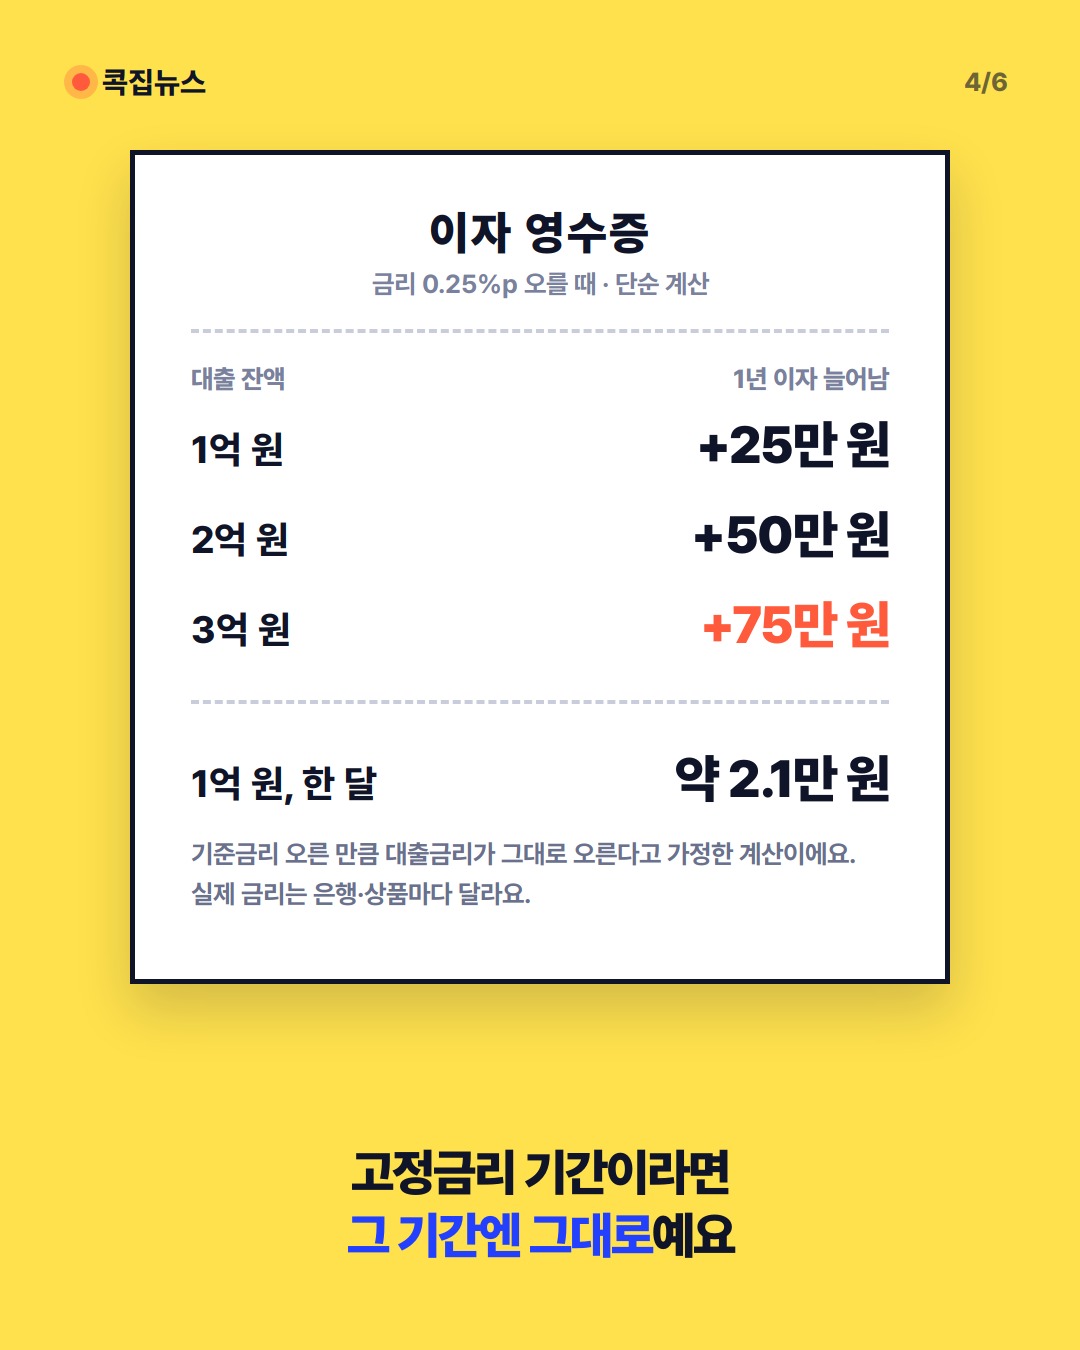 콕집뉴스
4/6
이자 영수증
금리 0.25%p 오를 때 · 단순 계산
대출 잔액 1년 이자 늘어남
1억 원 +25만 원
2억 원 +50만 원
3억 원 +75만 원
1억 원, 한 달 약 2.1만 원
기준금리 오른 만큼 대출금리가 그대로 오른다고 가정한 계산이에요.
실제 금리는 은행·상품마다 달라요.
고정금리 기간이라면
그 기간엔 그대로예요